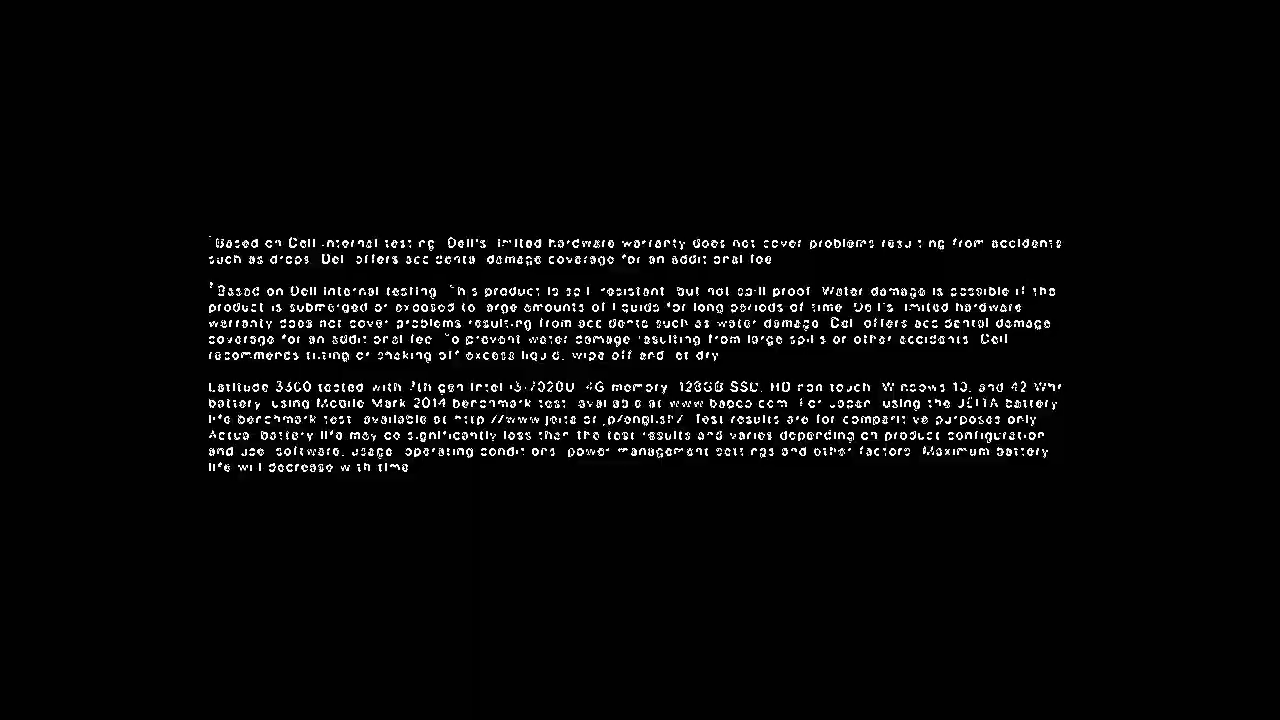 Based on Dell internal testing. Dell's limited hardware warranty does not cover problems resulting from accidents
such as drops. Dell offers accidental damage coverage for an additional fee.
Based on Dell internal testing. This product is spill resistant, but not spill proof. Water damage is possible if the
product is submerged or exposed to large amounts of liquids for long periods of time. Dell's limited hardware
warranty does not cover problems resulting from accidents such as water damage. Dell offers accidental damage
coverage for an additional fee. To prevent water damage resulting from large spills or other accidents, Dell
recommends tilting or shaking off excess liquid, wipe off and let dry.
Latitude 3300 tested with 7th gen Intel i3-7020U, 4G memory, 128GB SSD, HD non touch, Windows 10, and 42 Whr
battery, using Mobile Mark 2014 benchmark test, available at www.bapco.com. For Japan, using the JEITA battery
life benchmark test, available at http://www.jeita.or.jp/english/. Test results are for comparative purposes only.
Actual battery life may be significantly less than the test results and varies depending on product configuration
and use, software, usage, operating conditions, power management settings and other factors. Maximum battery
life will decrease with time.